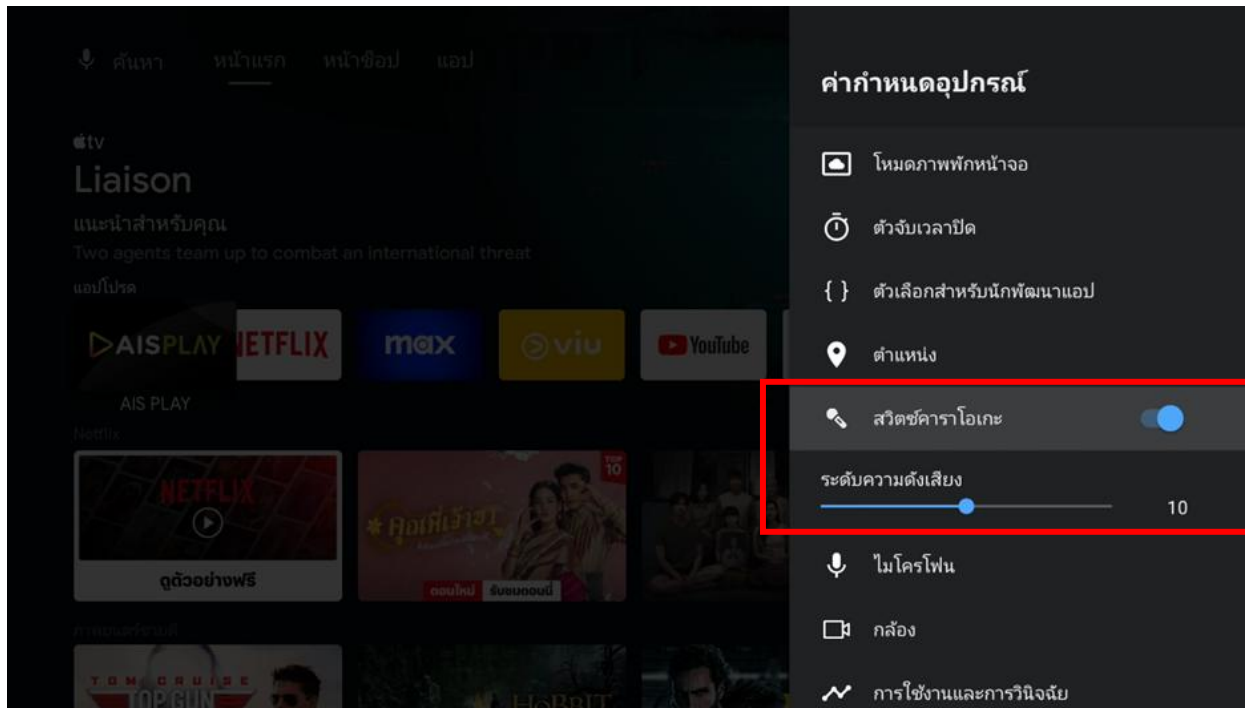 ค้นหา หน้าแรก หน้าช็อป แอป
tv
Liaison
แนะนำสำหรับคุณ
Two agents team up to combat an international threat
แอปโปรด
AISPLAY NETFLIX max viu YouTube
AIS PLAY
Netflix
NETFLIX
ดูตัวอย่างฟรี
TOP
10
คุณพี่เจ้าขา
ตอนใหม่ รับชมตอนนี้
TOM CRUISE
TOP GUN
HOBBIT
ค่ากำหนดอุปกรณ์
โหมดภาพพักหน้าจอ
ตัวจับเวลาปิด
{ } ตัวเลือกสำหรับนักพัฒนาแอป
ตำแหน่ง
สวิตช์คาราโอเกะ
ระดับความดังเสียง
10
ไมโครโฟน
กล้อง
การใช้งานและการวินิจฉัย